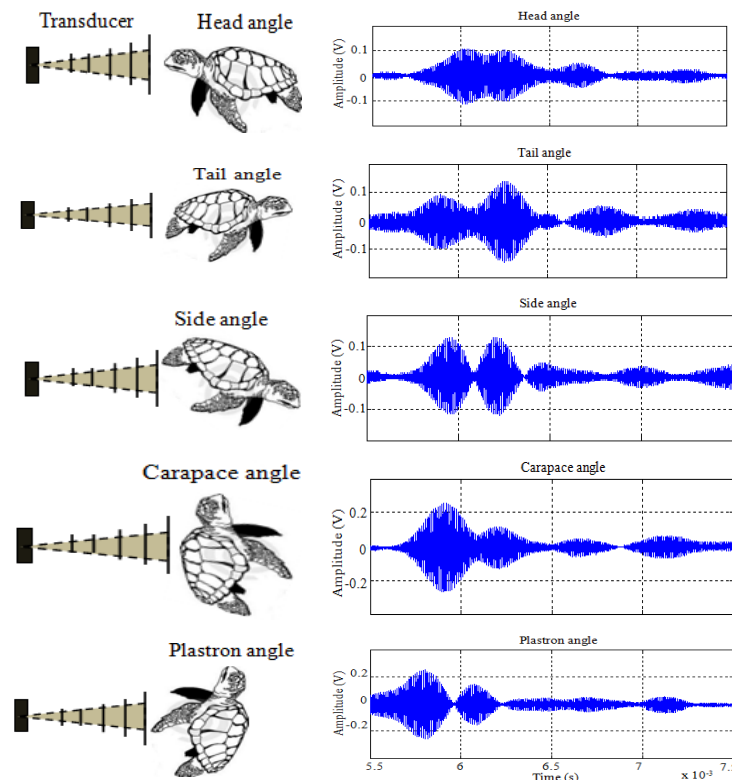 Transducer Head angle
Head angle
Amplitude (V)
0.1
0
-0.1
Tail angle
Tail angle
Amplitude (V)
0.1
0
-0.1
Side angle
Side angle
Amplitude (V)
0.1
0
-0.1
Carapace angle
Carapace angle
Amplitude (V)
0.2
0
-0.2
Plastron angle
Plastron angle
Amplitude (V)
0.2
0
-0.2
5.5 6 6.5 7 7.5
Time (s) x 10⁻³